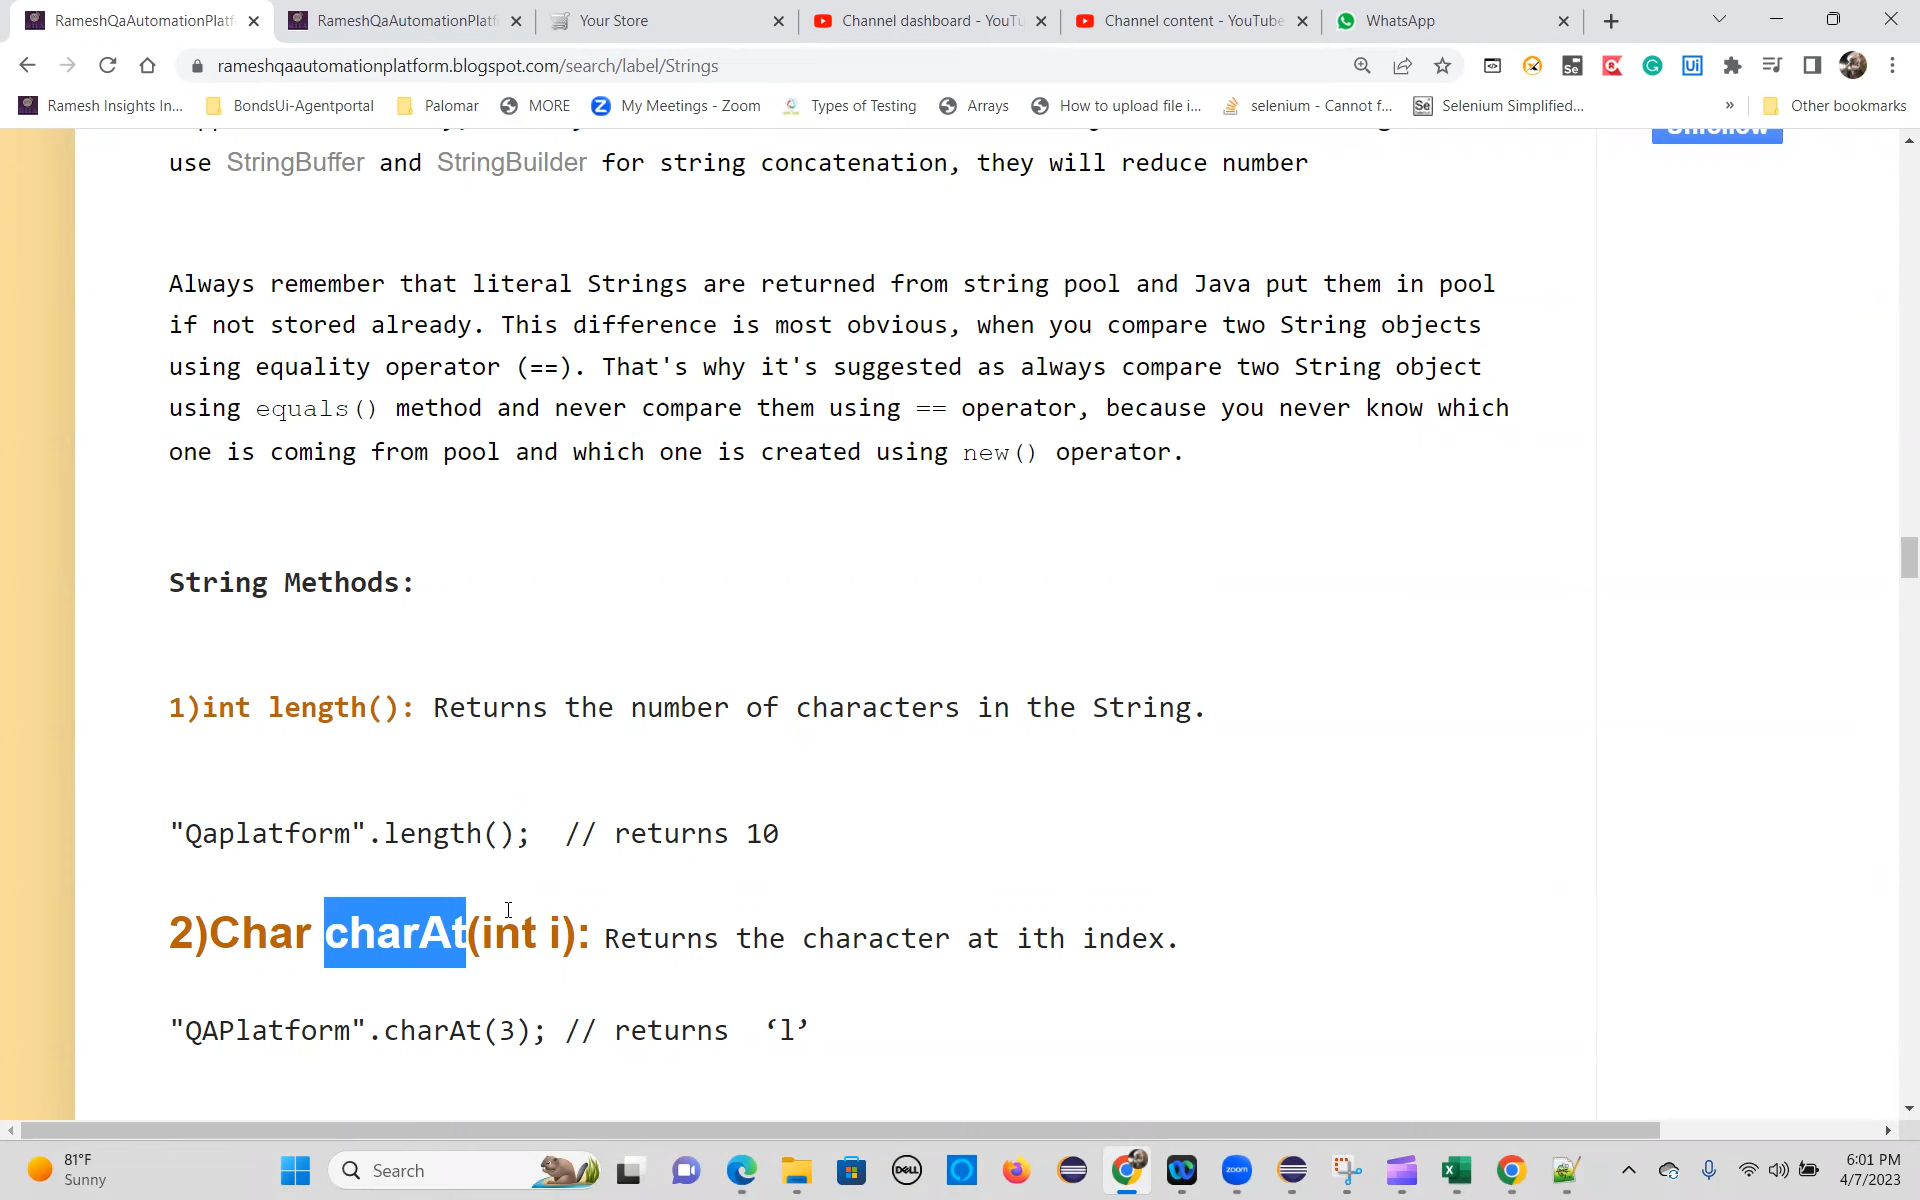 RameshQaAutomationPlatf
RameshQaAutomationPlatf
Your Store
Channel dashboard - YouTu
Channel content - YouTube
WhatsApp
rameshqaautomationplatform.blogspot.com/search/label/Strings
Ramesh Insights In...
BondsUi-Agentportal
Palomar
MORE
My Meetings - Zoom
Types of Testing
Arrays
How to upload file i...
selenium - Cannot f...
Selenium Simplified...
»
Other bookmarks
use StringBuffer and StringBuilder for string concatenation, they will reduce number
Always remember that literal Strings are returned from string pool and Java put them in pool
if not stored already. This difference is most obvious, when you compare two String objects
using equality operator (==). That's why it's suggested as always compare two String object
using equals() method and never compare them using == operator, because you never know which
one is coming from pool and which one is created using new() operator.
String Methods:
1)int length(): Returns the number of characters in the String.
"Qaplatform".length();  // returns 10
2)Char charAt(int i): Returns the character at ith index.
"QAPlatform".charAt(3); // returns  ‘l’
81°F
Sunny
Search
DELL
zoom
6:01 PM
4/7/2023